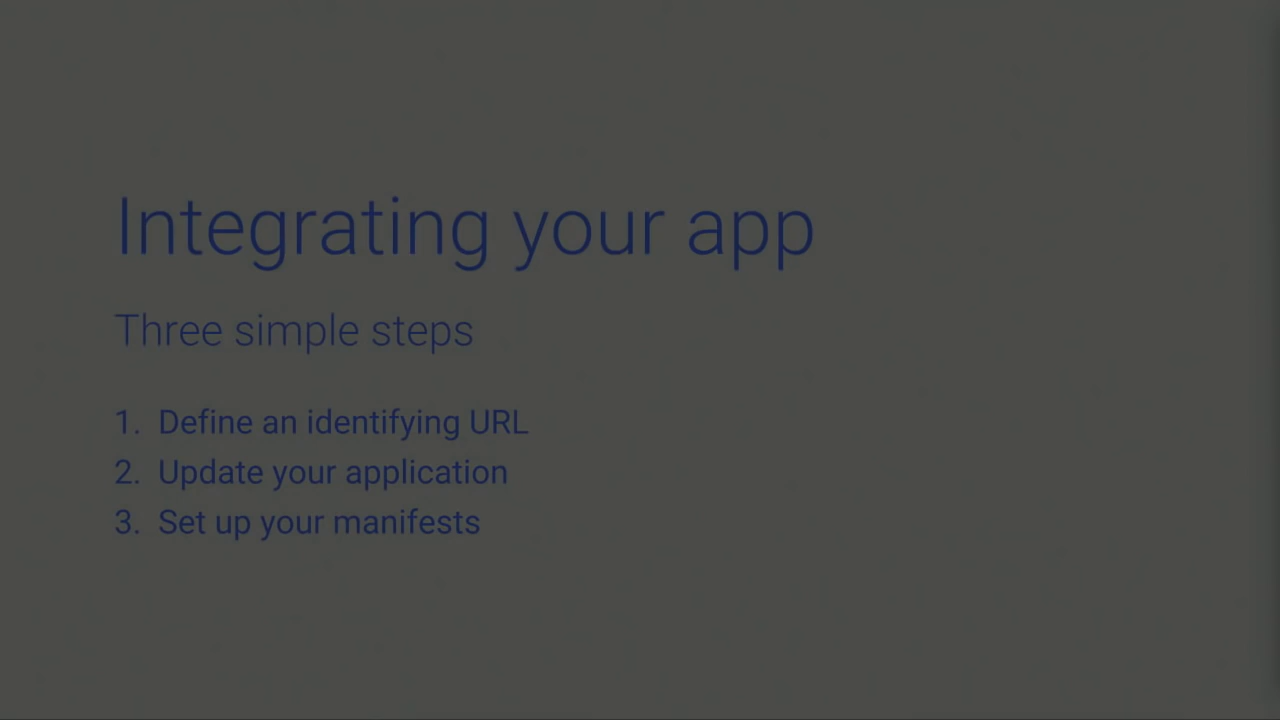 Integrating your app
Three simple steps
1. Define an identifying URL
2. Update your application
3. Set up your manifests